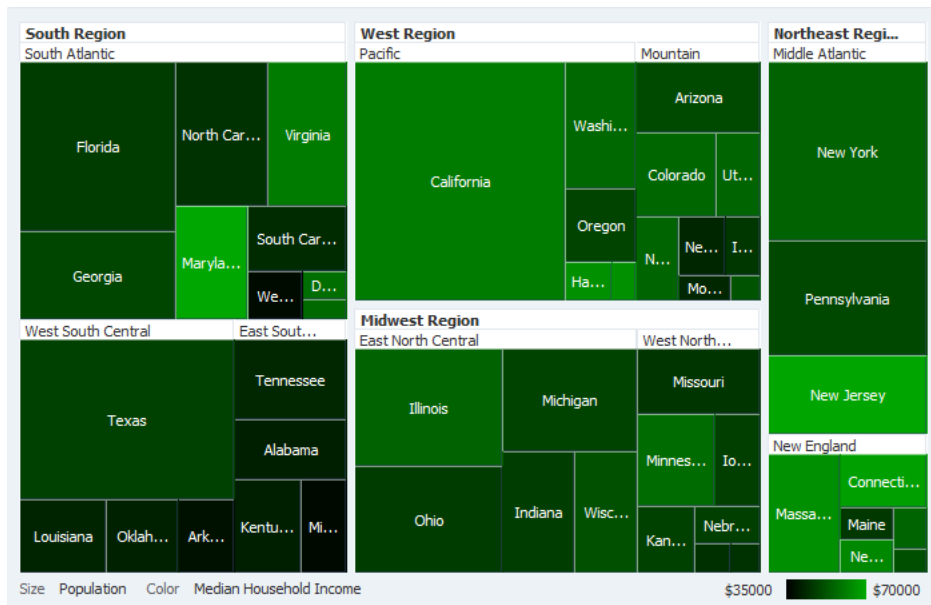 South Region
South Atlantic
Florida
North Car...
Virginia
Georgia
Maryla...
South Car...
We...
D...
West South Central
East Sout...
Texas
Tennessee
Alabama
Louisiana
Oklah...
Ark...
Kentu...
Mi...
West Region
Pacific
Mountain
California
Washi...
Oregon
Ha...
Arizona
Colorado
Ut...
N...
Ne...
I...
Mo...
Midwest Region
East North Central
West North...
Illinois
Michigan
Ohio
Indiana
Wisc...
Missouri
Minnes...
Io...
Kan...
Nebr...
Northeast Regi...
Middle Atlantic
New York
Pennsylvania
New Jersey
New England
Massa...
Connecti...
Maine
Ne...
Size Population Color Median Household Income
$35000 $70000